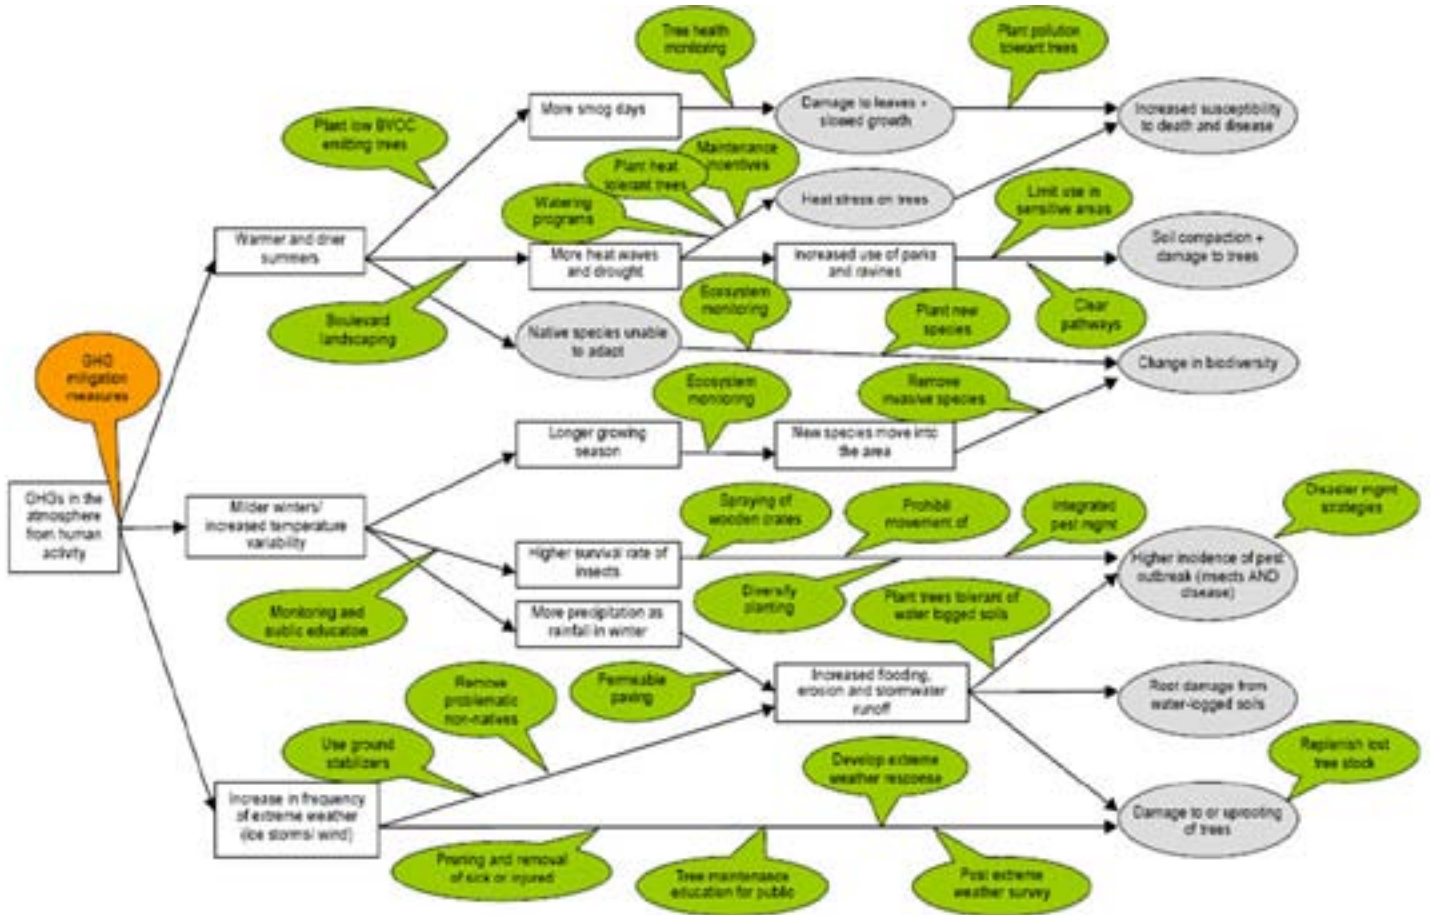 Tree health
monitoring
Plant pollution
tolerant trees
Plant low BVOC
emitting trees
More smog days
Damage to leaves +
slowed growth
Increased susceptibility
to death and disease
Maintenance
incentives
Plant heat
tolerant trees
Watering
programs
Heat stress on trees
Limit use in
sensitive areas
Warmer and drier
summers
More heat waves
and drought
Increased use of parks
and ravines
Soil compaction +
damage to trees
Boulevard
landscaping
Ecosystem
monitoring
Plant new
species
Clear
pathways
Native species unable
to adapt
Change in biodiversity
GHG
mitigation
measures
Ecosystem
monitoring
Remove
invasive species
Longer growing
season
New species move into
the area
GHGs in the
atmosphere
from human
activity
Milder winters/
increased temperature
variability
Spraying of
wooden crates
Prohibit
movement of
Integrated
pest mgmt
Disaster mgmt
strategies
Higher survival rate of
insects
Higher incidence of pest
outbreak (insects AND
disease)
Monitoring and
public education
Diversify
planting
Plant trees tolerant of
water logged soils
More precipitation as
rainfall in winter
Remove
problematic
non-natives
Permeable
paving
Increased flooding,
erosion and stormwater
runoff
Root damage from
water-logged soils
Use ground
stabilizers
Develop extreme
weather response
Replenish lost
tree stock
Increase in frequency
of extreme weather
(ice storms/ wind)
Damage to or uprooting
of trees
Pruning and removal
of sick or injured
Tree maintenance
education for public
Post extreme
weather survey